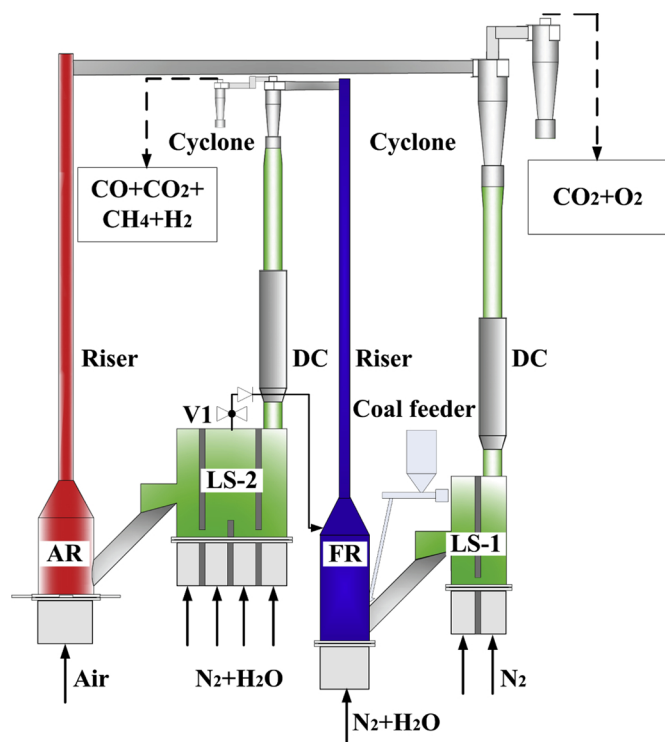 Cyclone
Cyclone
CO+CO₂+
CH₄+H₂
CO₂+O₂
Riser
DC
Riser
DC
V1
Coal feeder
LS-2
AR
FR
LS-1
Air
N₂+H₂O
N₂
N₂+H₂O